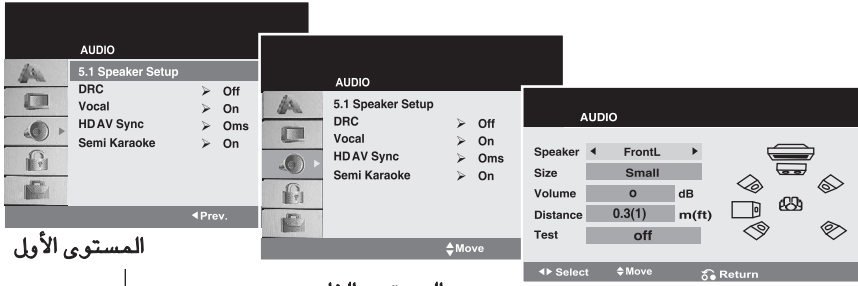 AUDIO
5.1 Speaker Setup
DRC ➢ Off
Vocal ➢ On
HD AV Sync ➢ 0ms
Semi Karaoke ➢ On
◀Prev.
المستوى الأول
AUDIO
5.1 Speaker Setup
DRC ➢ Off
Vocal ➢ On
HD AV Sync ➢ 0ms
Semi Karaoke ➢ On
Move
AUDIO
Speaker ◀ FrontL ▶
Size Small
Volume 0 dB
Distance 0.3(1) m(ft)
Test off
◀▶ Select Move Return